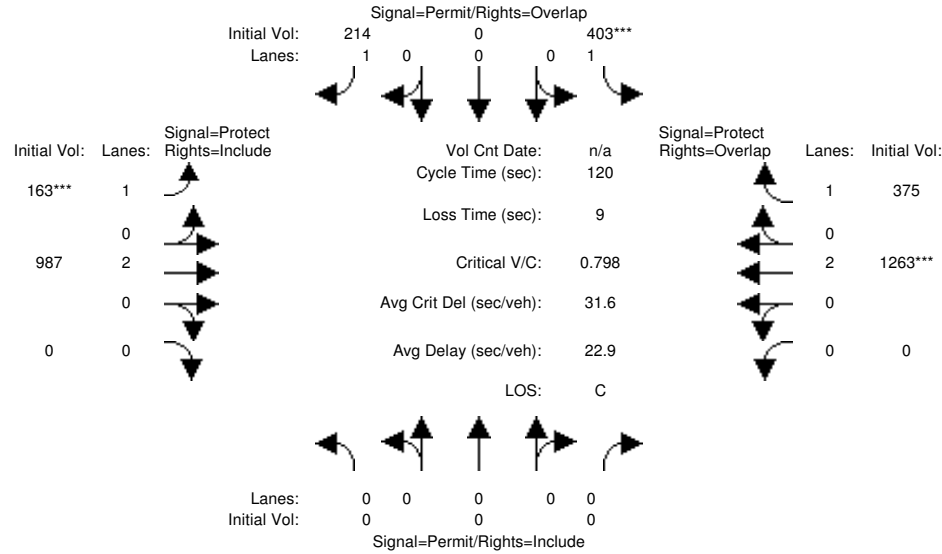 Signal=Permit/Rights=Overlap
Initial Vol: 214 0 403***
Lanes: 1 0 0 0 1
Signal=Protect
Initial Vol: Lanes: Rights=Include
Vol Cnt Date: n/a
Signal=Protect
Rights=Overlap Lanes: Initial Vol:
Cycle Time (sec): 120
163*** 1
1 375
Loss Time (sec): 9
0
0
987 2
Critical V/C: 0.798
2 1263***
0
Avg Crit Del (sec/veh): 31.6
0
0 0
Avg Delay (sec/veh): 22.9
0 0
LOS: C
Lanes: 0 0 0 0 0
Initial Vol: 0 0 0
Signal=Permit/Rights=Include